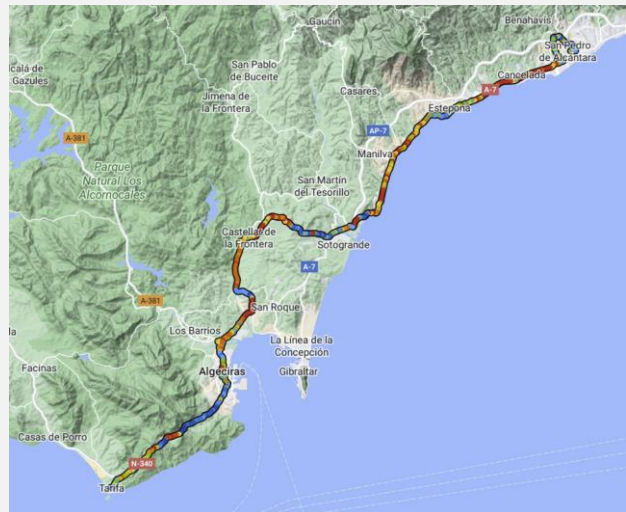 Gaucín
Benahavís
San Pedro
de Alcántara
Cancelada
A-7
Estepona
San Pablo
de Buceite
Jimena de
la Frontera
Casares
AP-7
Manilva
lcalá de
Gazules
A-381
Parque
Natural Los
Alcornocales
San Martín
del Tesorillo
Castellar de
la Frontera
Sotogrande
A-7
A-381
San Roque
Los Barrios
La Línea de la
Concepción
Gibraltar
Algeciras
la
Facinas
Casas de Porro
N-340
Tarifa